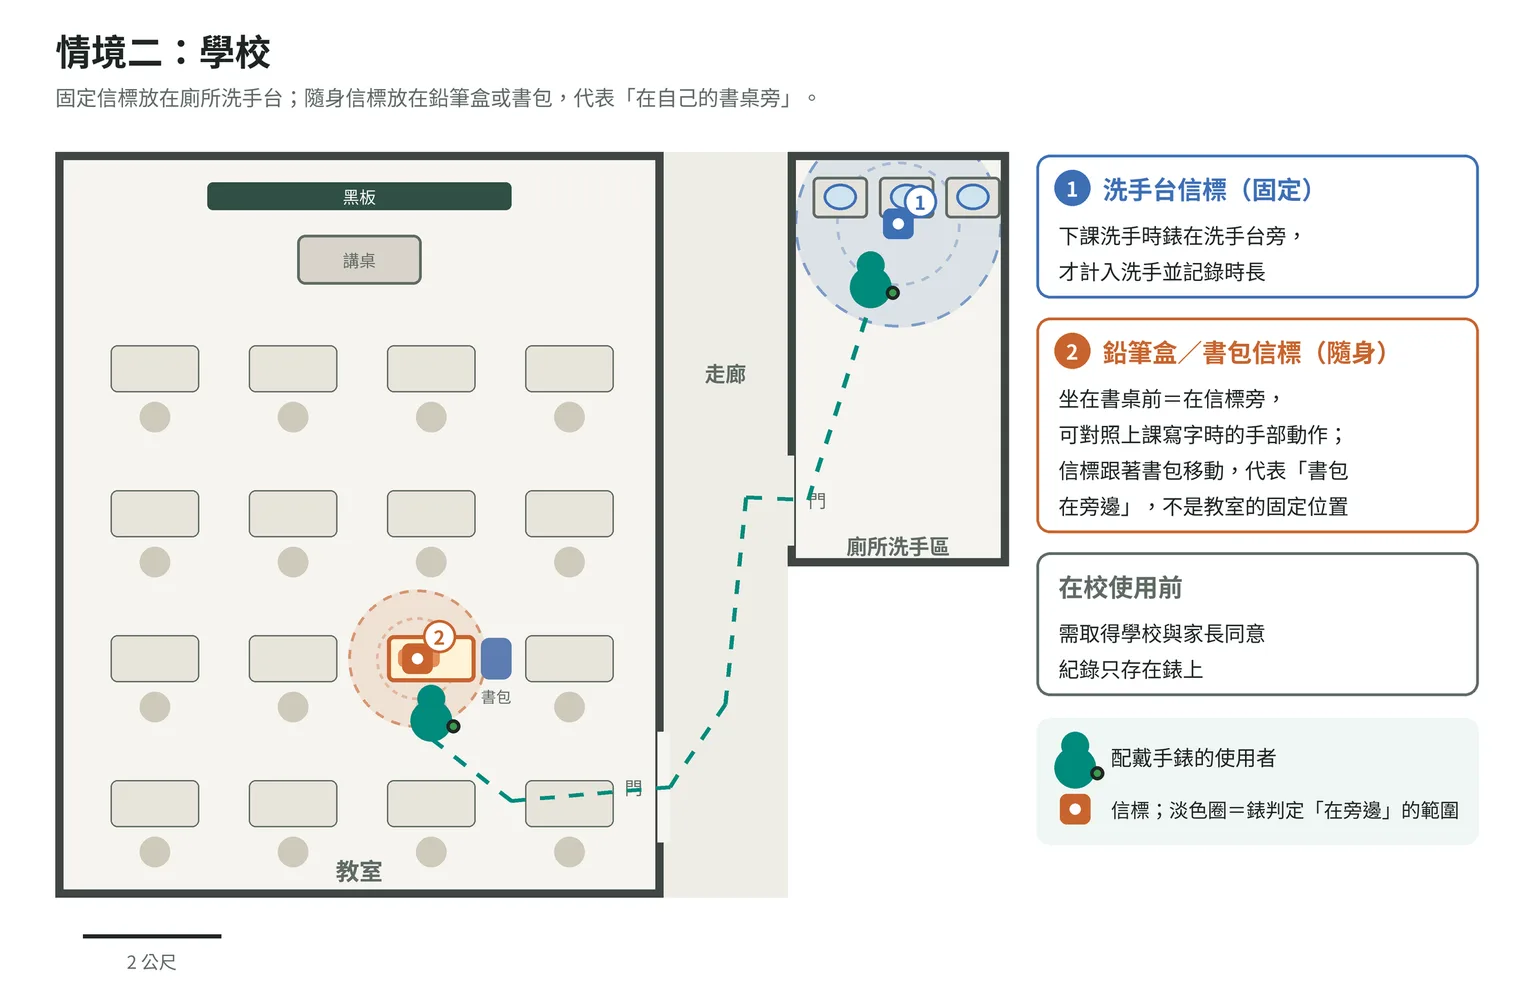 情境二：學校
固定信標放在廁所洗手台；隨身信標放在鉛筆盒或書包，代表「在自己的書桌旁」。
黑板
講桌
走廊
1
門
廁所洗手區
2
書包
門
教室
2 公尺
1 洗手台信標（固定）
下課洗手時錶在洗手台旁，
才計入洗手並記錄時長
2 鉛筆盒／書包信標（隨身）
坐在書桌前＝在信標旁，
可對照上課寫字時的手部動作；
信標跟著書包移動，代表「書包
在旁邊」，不是教室的固定位置
在校使用前
需取得學校與家長同意
紀錄只存在錶上
配戴手錶的使用者
信標；淡色圈＝錶判定「在旁邊」的範圍